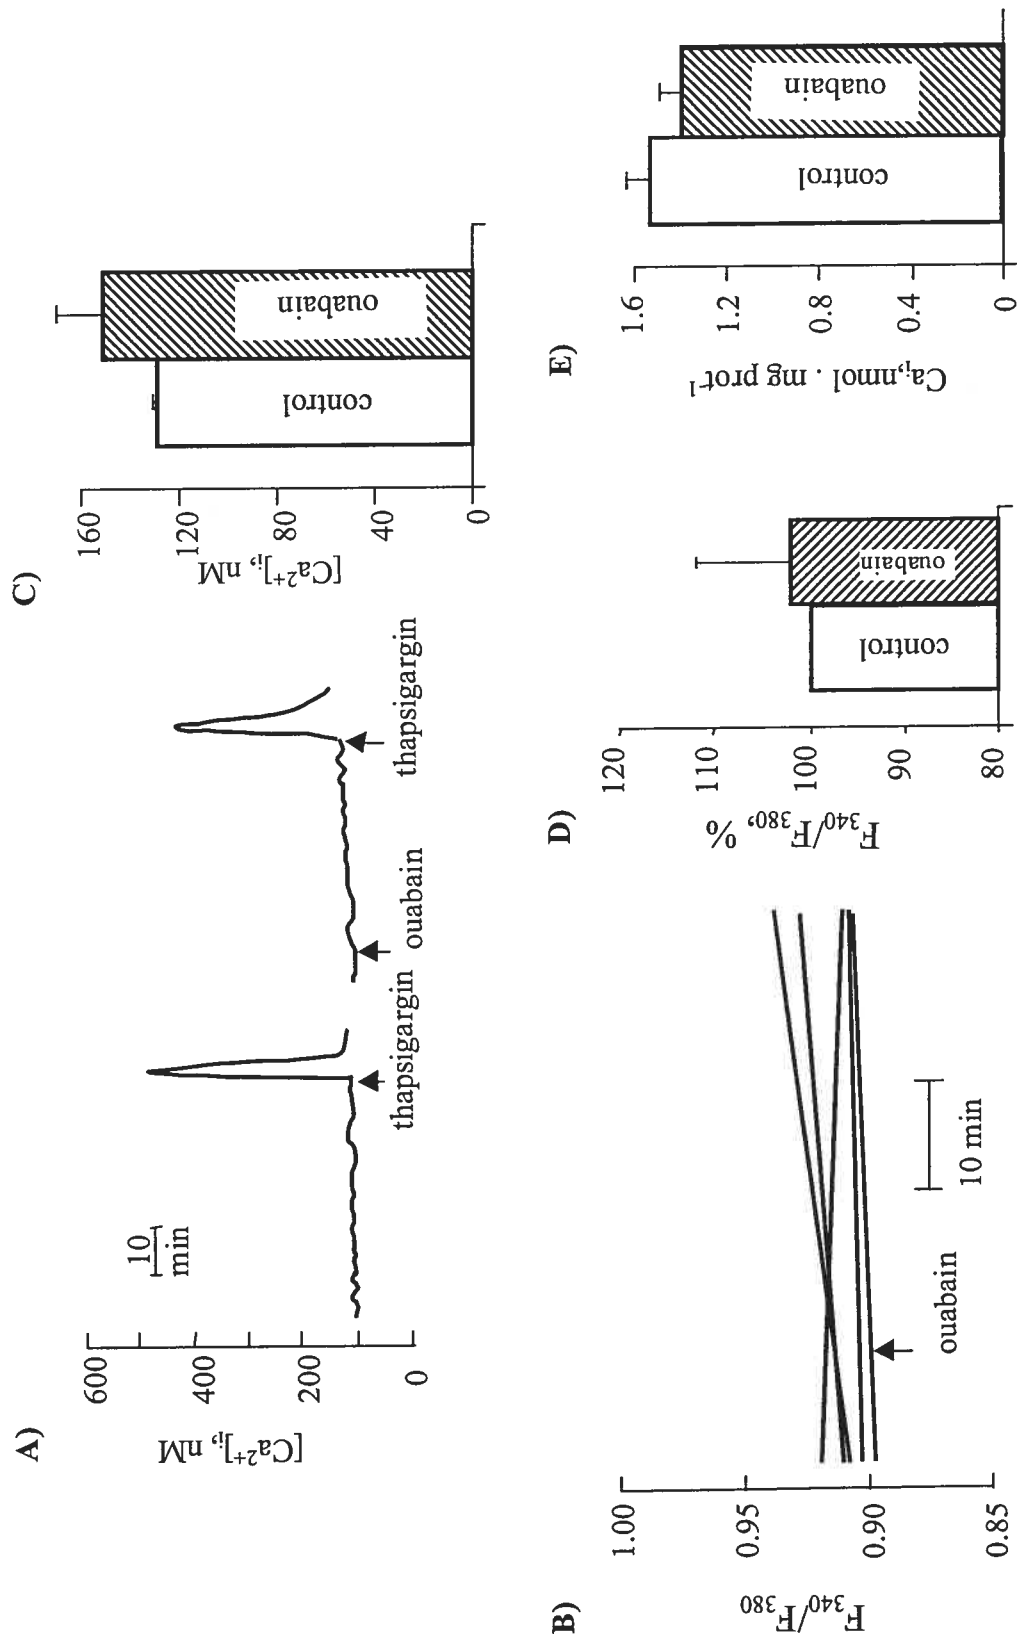 A)
[Ca²⁺]ᵢ, nM
600
400
200
0
10
min
thapsigargin
ouabain
thapsigargin
B)
F₃₄₀/F₃₈₀
1.00
0.95
0.90
0.85
ouabain
10 min
C)
[Ca²⁺]ᵢ, nM
160
120
80
40
0
control
ouabain
D)
F₃₄₀/F₃₈₀, %
120
110
100
90
80
control
ouabain
E)
Caᵢ,nmol . mg prot⁻¹
1.6
1.2
0.8
0.4
0
control
ouabain